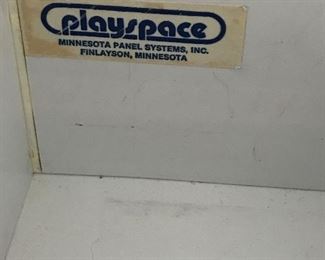 playspace
MINNESOTA PANEL SYSTEMS, INC.
FINLAYSON, MINNESOTA